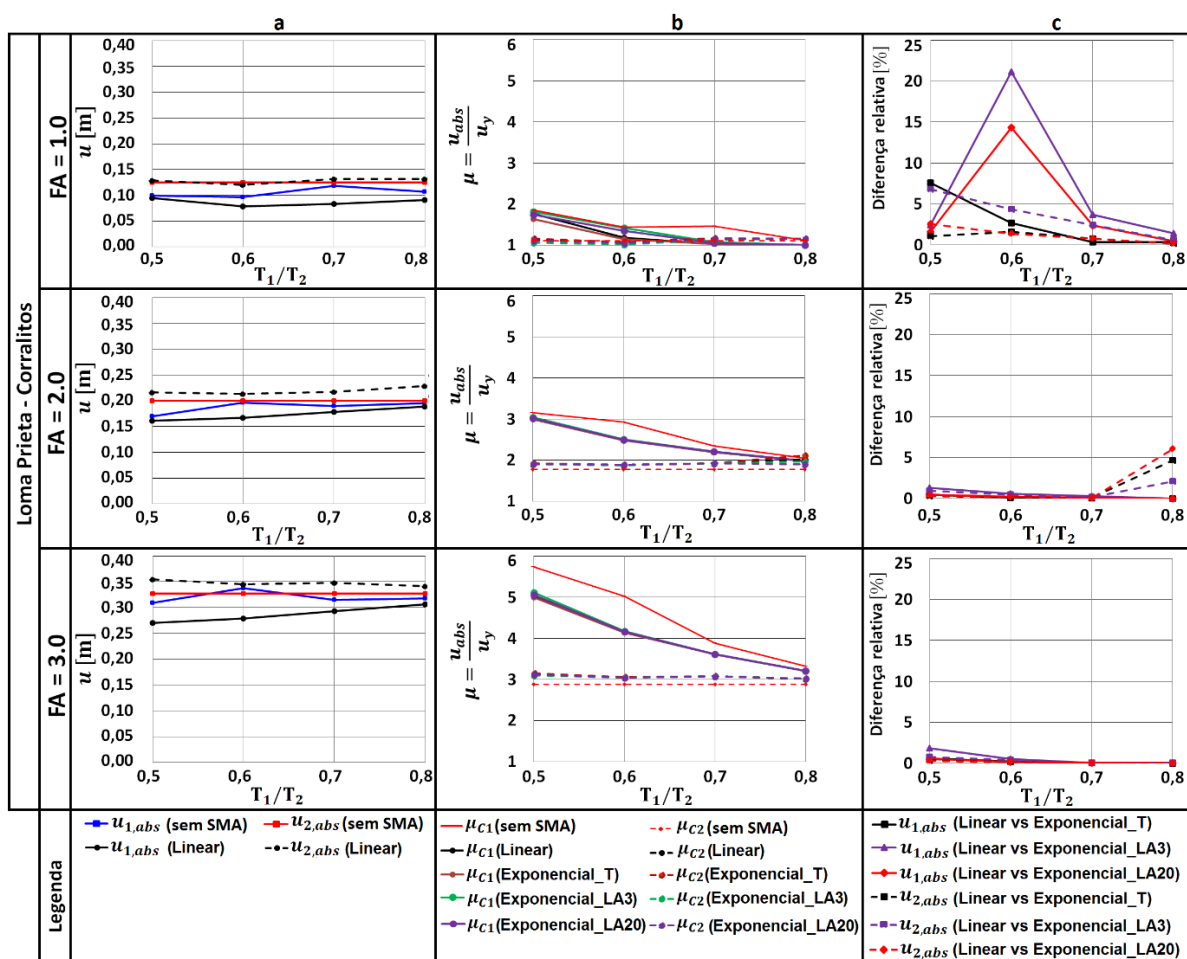 a
b
c
Loma Prieta - Corralitos
FA = 1.0
u [m]
0,40
0,35
0,30
0,25
0,20
0,15
0,10
0,05
0,00
0,5 0,6 0,7 0,8
T₁/T₂
μ = u_abs / u_y
6
5
4
3
2
1
0,5 0,6 0,7 0,8
T₁/T₂
Diferença relativa [%]
25
20
15
10
5
0
0,5 0,6 0,7 0,8
T₁/T₂
FA = 2.0
u [m]
0,40
0,35
0,30
0,25
0,20
0,15
0,10
0,05
0,00
0,5 0,6 0,7 0,8
T₁/T₂
μ = u_abs / u_y
6
5
4
3
2
1
0,5 0,6 0,7 0,8
T₁/T₂
Diferença relativa [%]
25
20
15
10
5
0
0,5 0,6 0,7 0,8
T₁/T₂
FA = 3.0
u [m]
0,40
0,35
0,30
0,25
0,20
0,15
0,10
0,05
0,00
0,5 0,6 0,7 0,8
T₁/T₂
μ = u_abs / u_y
6
5
4
3
2
1
0,5 0,6 0,7 0,8
T₁/T₂
Diferença relativa [%]
25
20
15
10
5
0
0,5 0,6 0,7 0,8
T₁/T₂
Legenda
u1,abs (sem SMA) u2,abs (sem SMA)
u1,abs (Linear) u2,abs (Linear)
μC1 (sem SMA) μC2 (sem SMA)
μC1 (Linear) μC2 (Linear)
μC1 (Exponencial_T) μC2 (Exponencial_T)
μC1 (Exponencial_LA3) μC2 (Exponencial_LA3)
μC1 (Exponencial_LA20) μC2 (Exponencial_LA20)
u1,abs (Linear vs Exponencial_T)
u1,abs (Linear vs Exponencial_LA3)
u1,abs (Linear vs Exponencial_LA20)
u2,abs (Linear vs Exponencial_T)
u2,abs (Linear vs Exponencial_LA3)
u2,abs (Linear vs Exponencial_LA20)